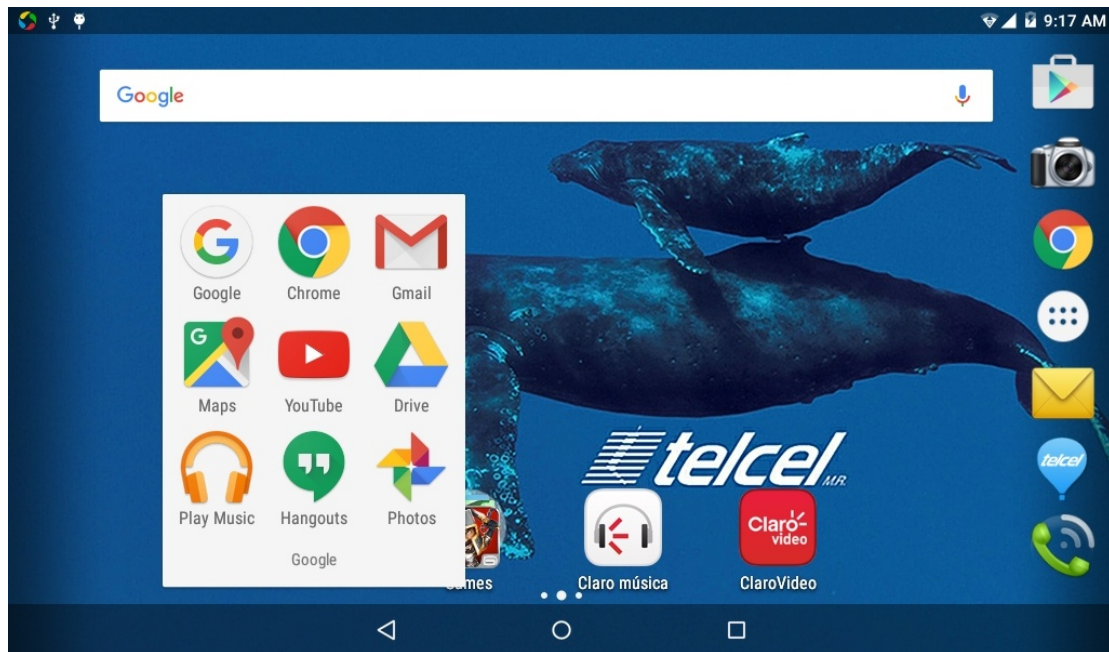 9:17 AM
Google
Google
Chrome
Gmail
G
Maps
YouTube
Drive
Play Music
Hangouts
Photos
Google
telcel
telcel M.R.
Claro-
video
Games
Claro música
ClaroVideo